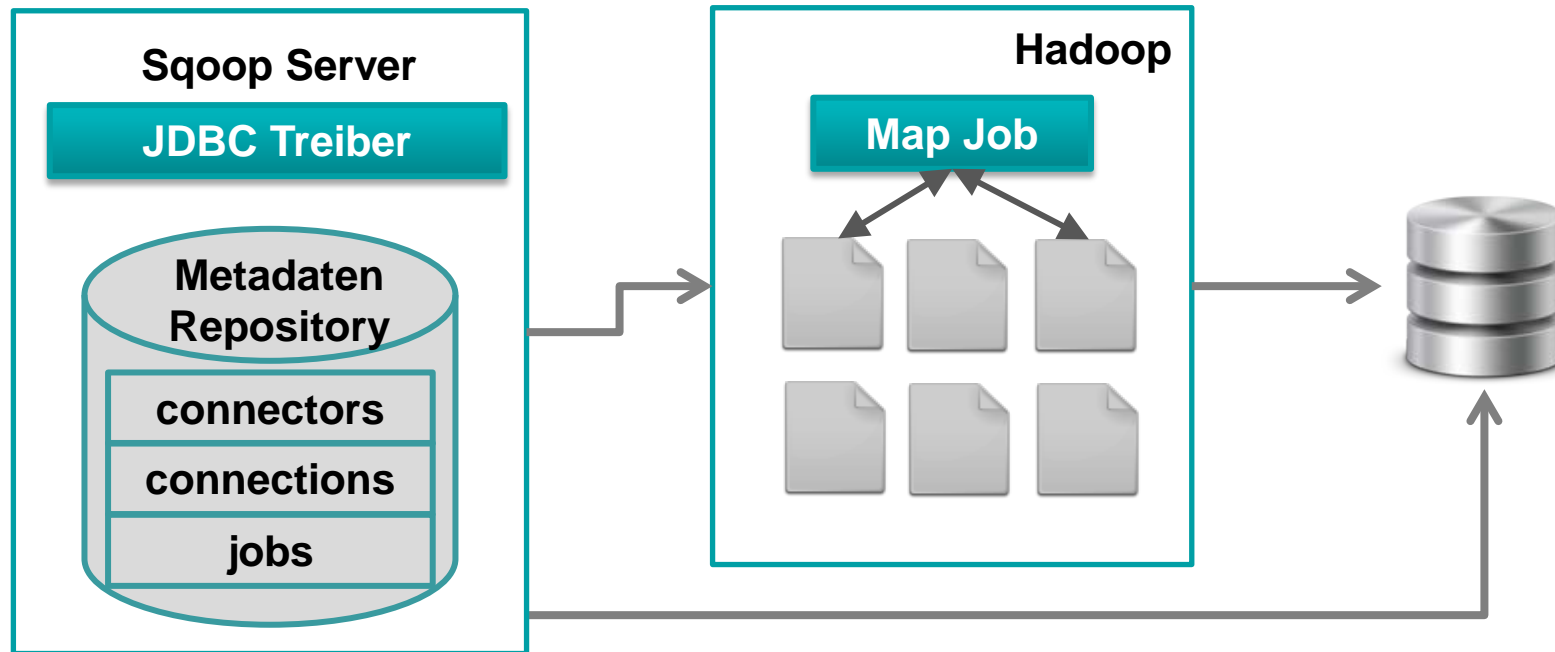 Sqoop Server
JDBC Treiber
Metadaten
Repository
connectors
connections
jobs
Hadoop
Map Job